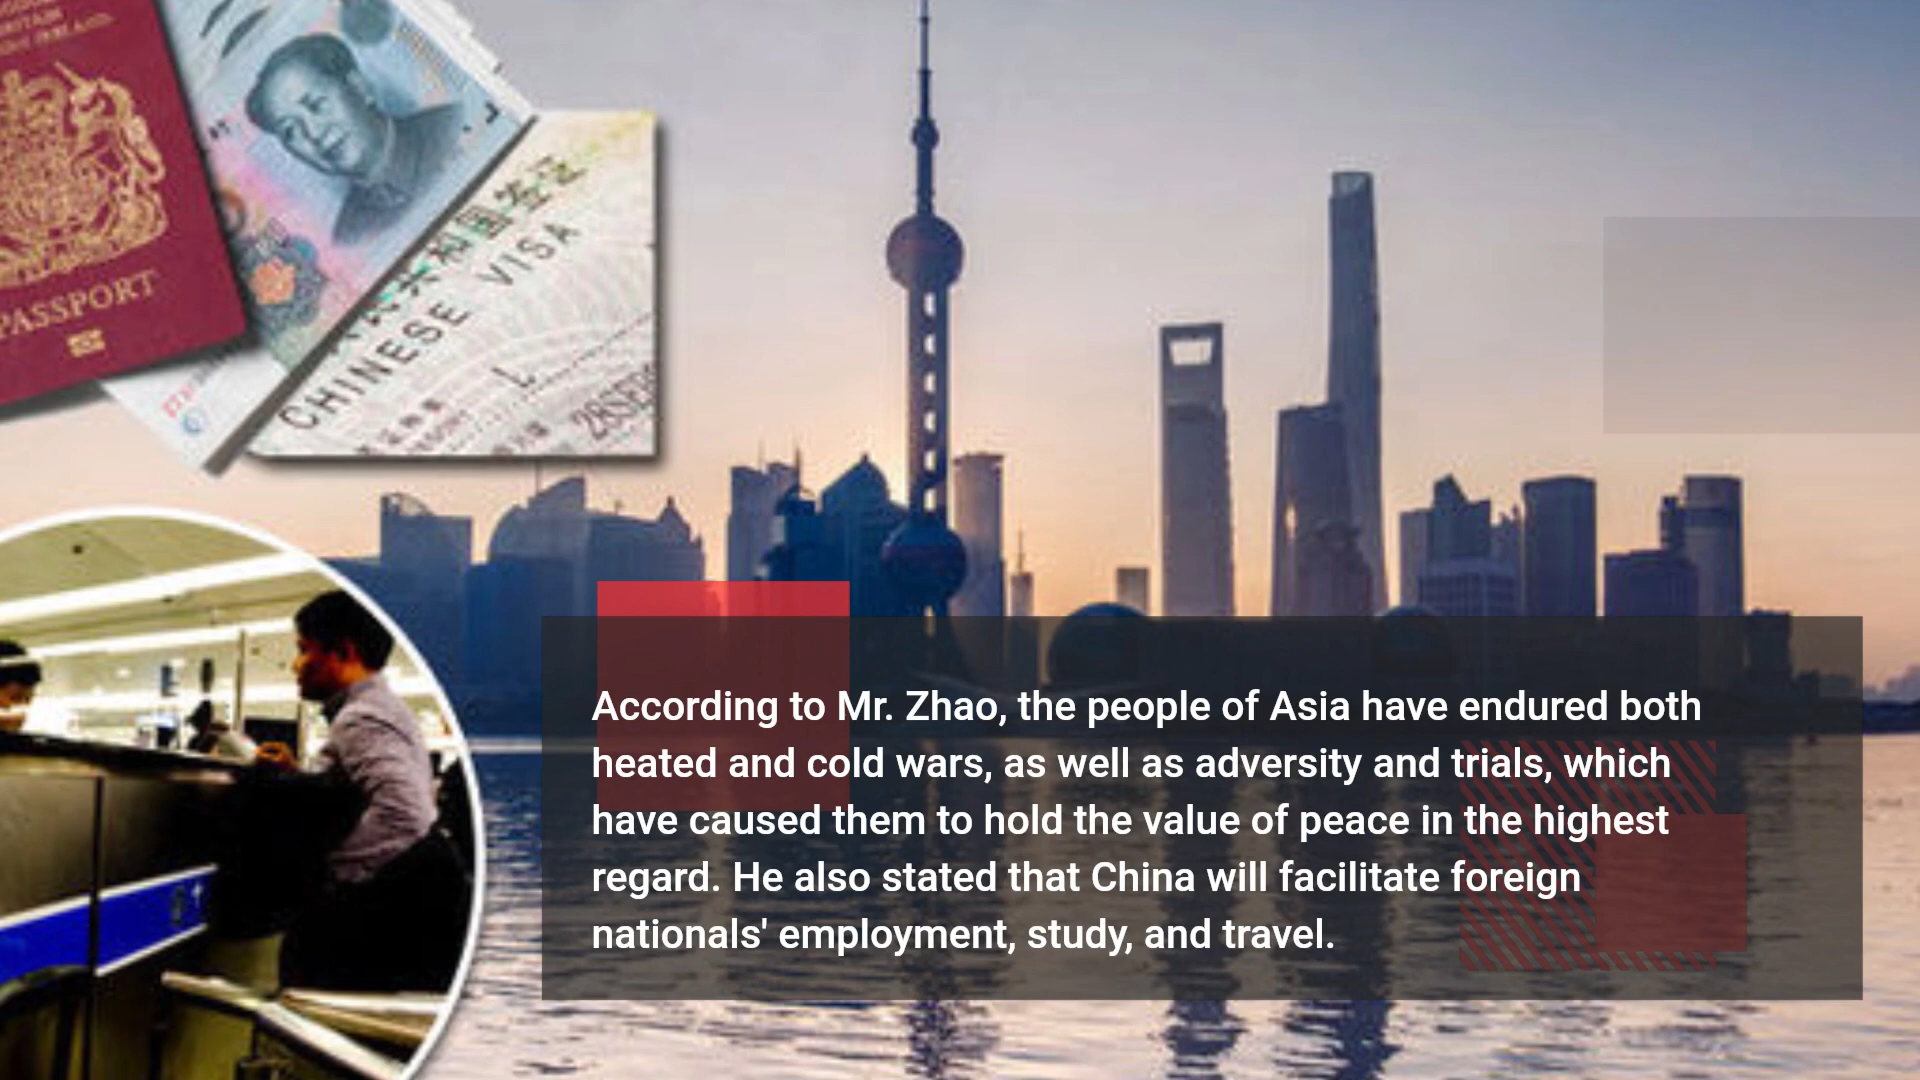 PASSPORT
CHINESE VISA
L
According to Mr. Zhao, the people of Asia have endured both
heated and cold wars, as well as adversity and trials, which
have caused them to hold the value of peace in the highest
regard. He also stated that China will facilitate foreign
nationals' employment, study, and travel.